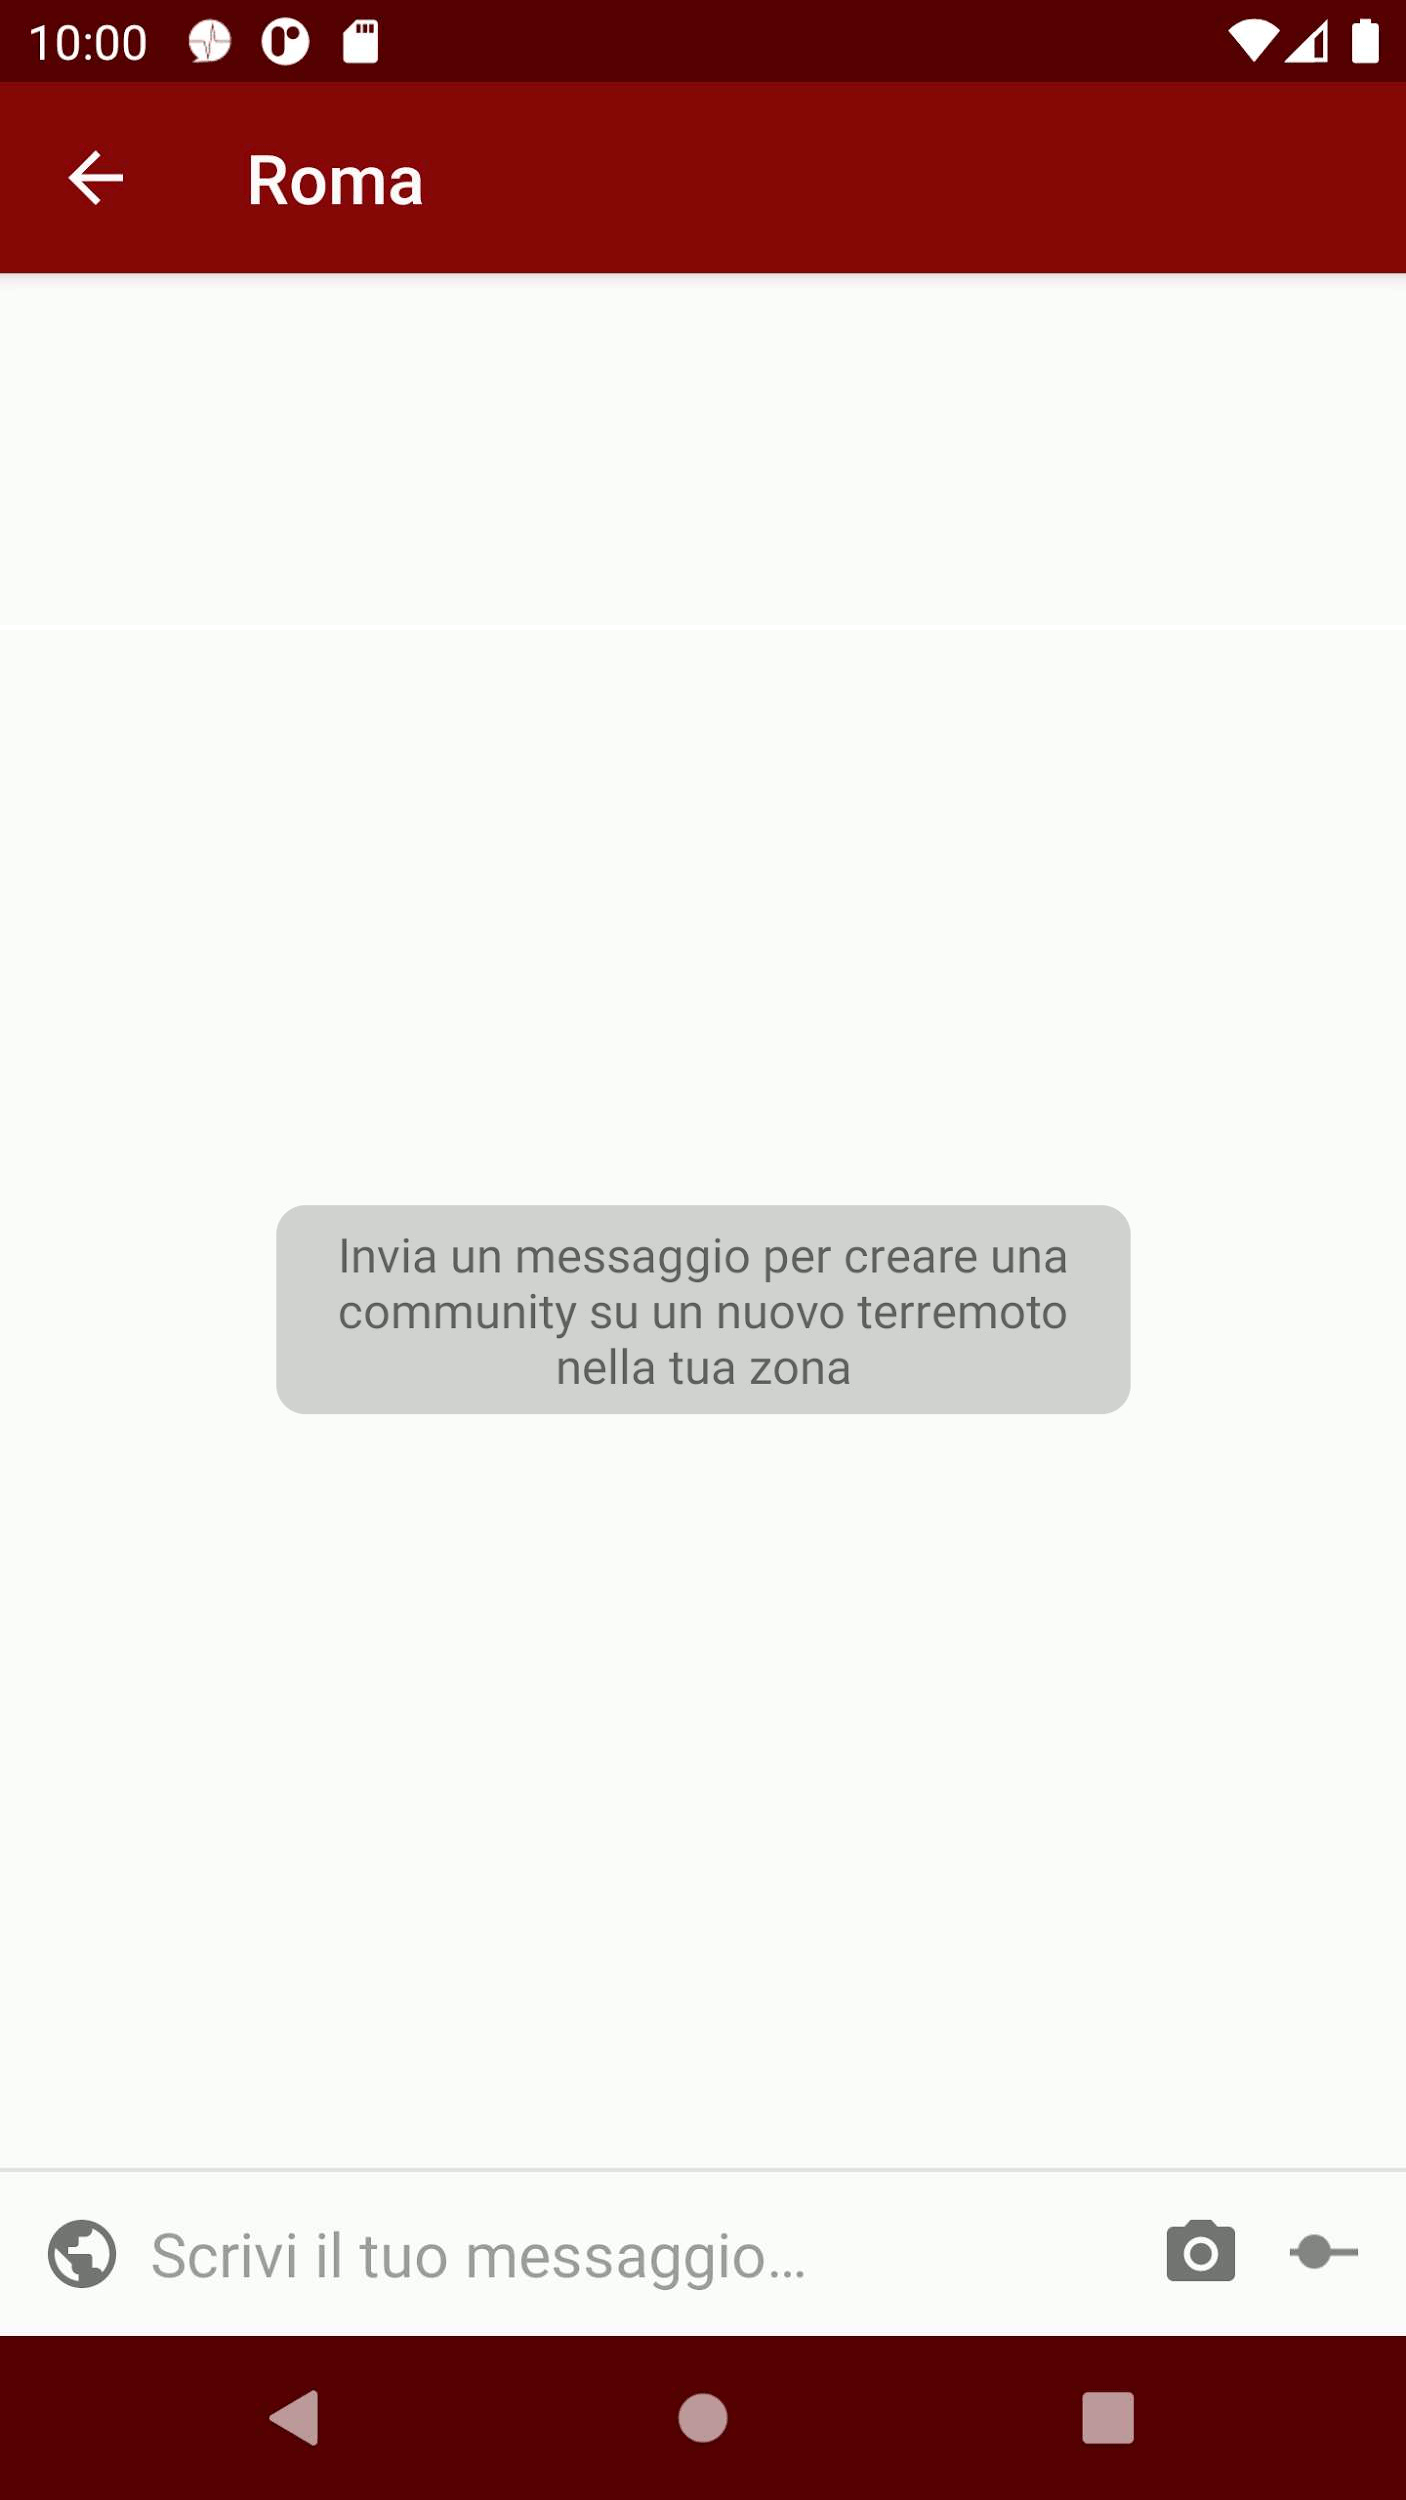 10:00
Roma
Invia un messaggio per creare una
community su un nuovo terremoto
nella tua zona
Scrivi il tuo messaggio...